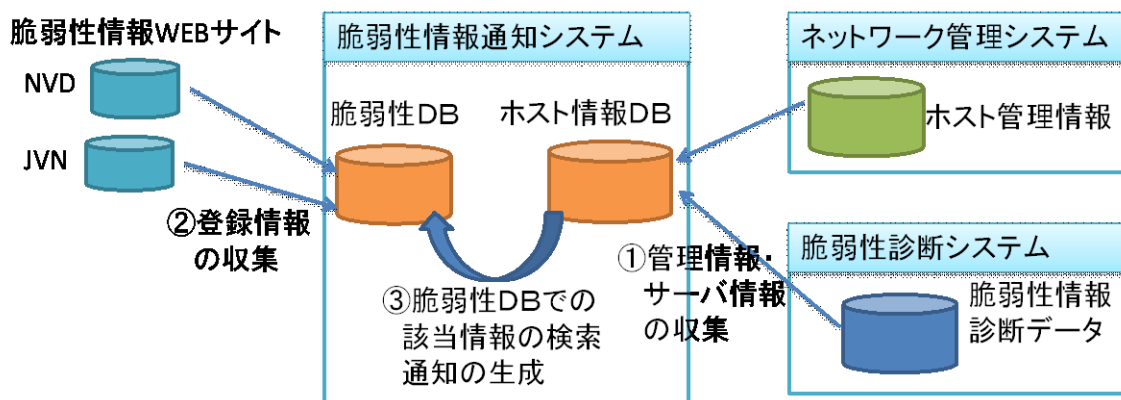 脆弱性情報WEBサイト
NVD
JVN
②登録情報
の収集
脆弱性情報通知システム
脆弱性DB
ホスト情報DB
③脆弱性DBでの
該当情報の検索
通知の生成
①管理情報・
サーバ情報
の収集
ネットワーク管理システム
ホスト管理情報
脆弱性診断システム
脆弱性情報
診断データ